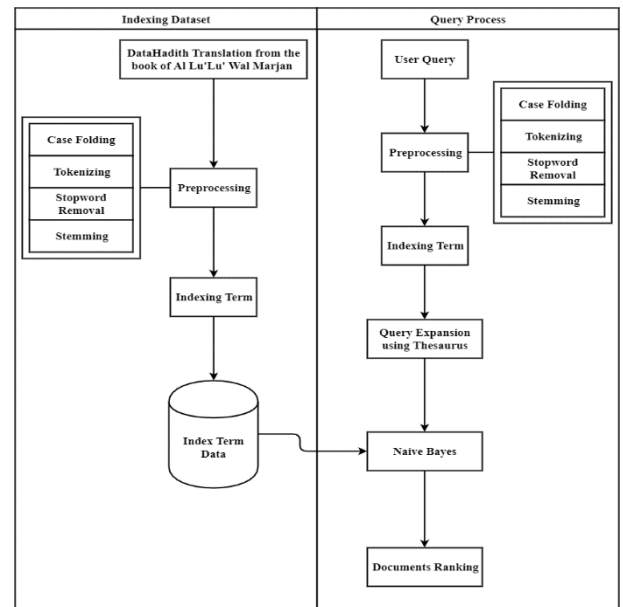 Indexing Dataset
DataHadith Translation from the
book of Al Lu'Lu' Wal Marjan
Case Folding
Tokenizing
Stopword
Removal
Stemming
Preprocessing
Indexing Term
Index Term
Data
Query Process
User Query
Preprocessing
Case Folding
Tokenizing
Stopword
Removal
Stemming
Indexing Term
Query Expansion
using Thesaurus
Naive Bayes
Documents Ranking